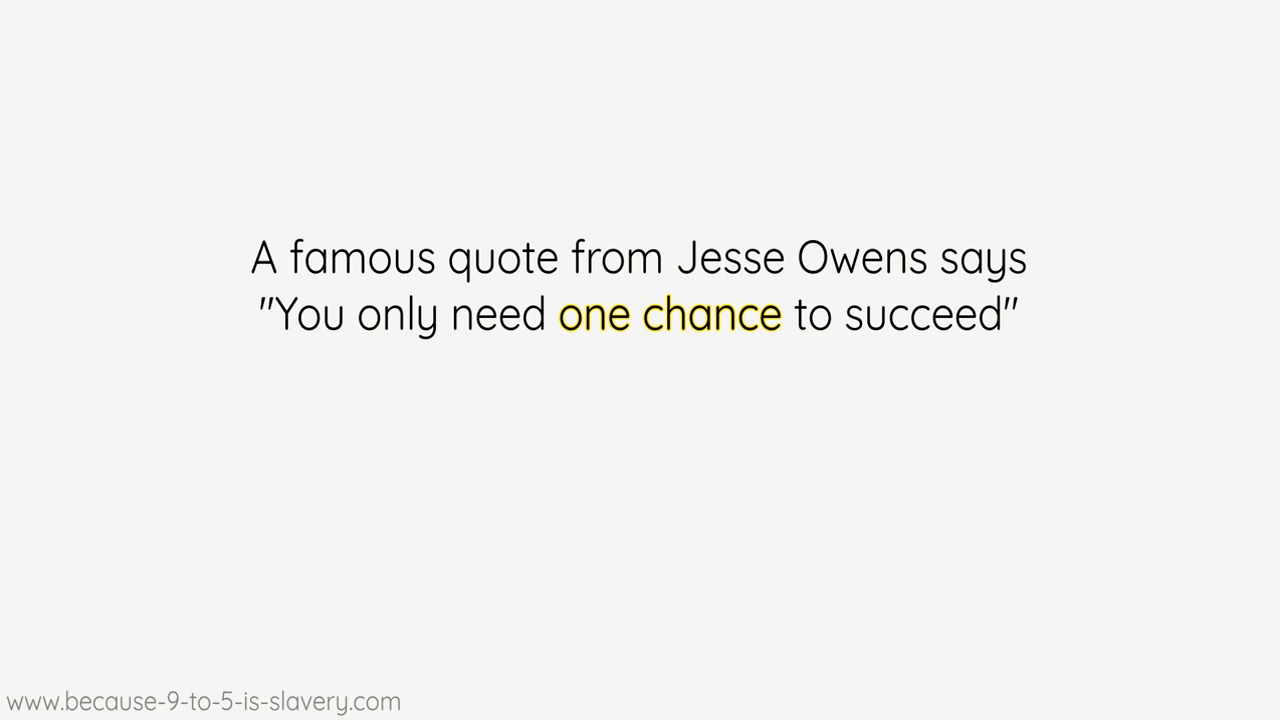 A famous quote from Jesse Owens says
"You only need one chance to succeed"
www.because-9-to-5-is-slavery.com